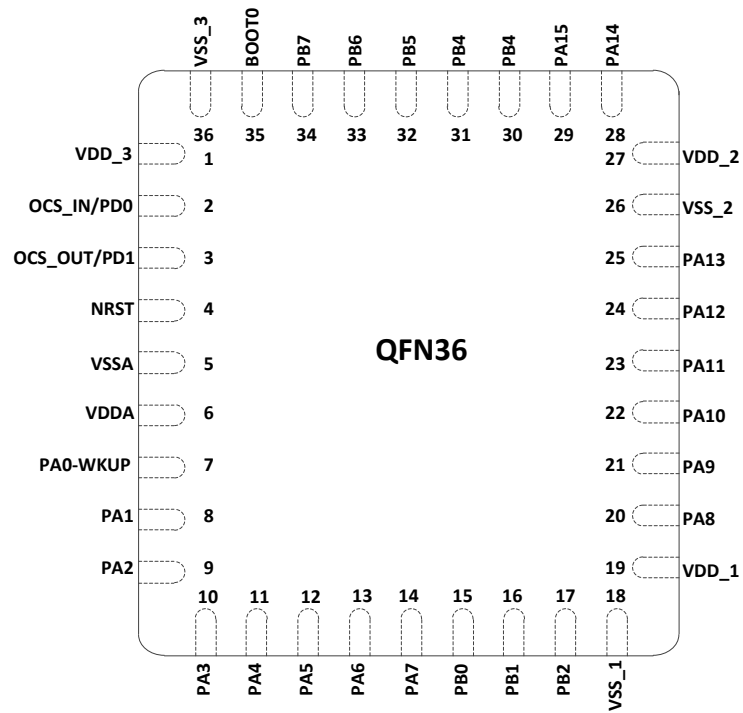 VSS_3
BOOT0
PB7
PB6
PB5
PB4
PB4
PA15
PA14
36
35
34
33
32
31
30
29
28
VDD_3
1
27
VDD_2
OCS_IN/PD0
2
26
VSS_2
OCS_OUT/PD1
3
25
PA13
NRST
4
24
PA12
QFN36
VSSA
5
23
PA11
VDDA
6
22
PA10
PA0-WKUP
7
21
PA9
PA1
8
20
PA8
PA2
9
19
VDD_1
10
11
12
13
14
15
16
17
18
PA3
PA4
PA5
PA6
PA7
PB0
PB1
PB2
VSS_1